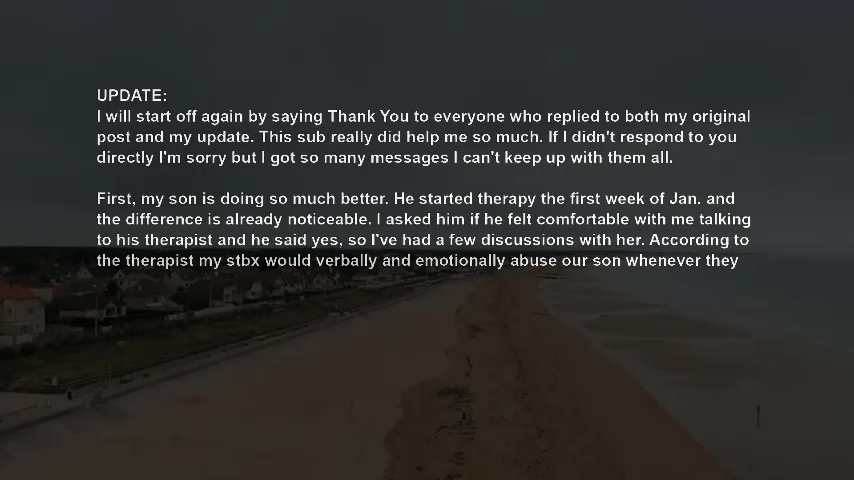 UPDATE:
I will start off again by saying Thank You to everyone who replied to both my original
post and my update. This sub really did help me so much. If I didn't respond to you
directly I'm sorry but I got so many messages I can't keep up with them all.
First, my son is doing so much better. He started therapy the first week of Jan. and
the difference is already noticeable. I asked him if he felt comfortable with me talking
to his therapist and he said yes, so I've had a few discussions with her. According to
the therapist my stbx would verbally and emotionally abuse our son whenever they